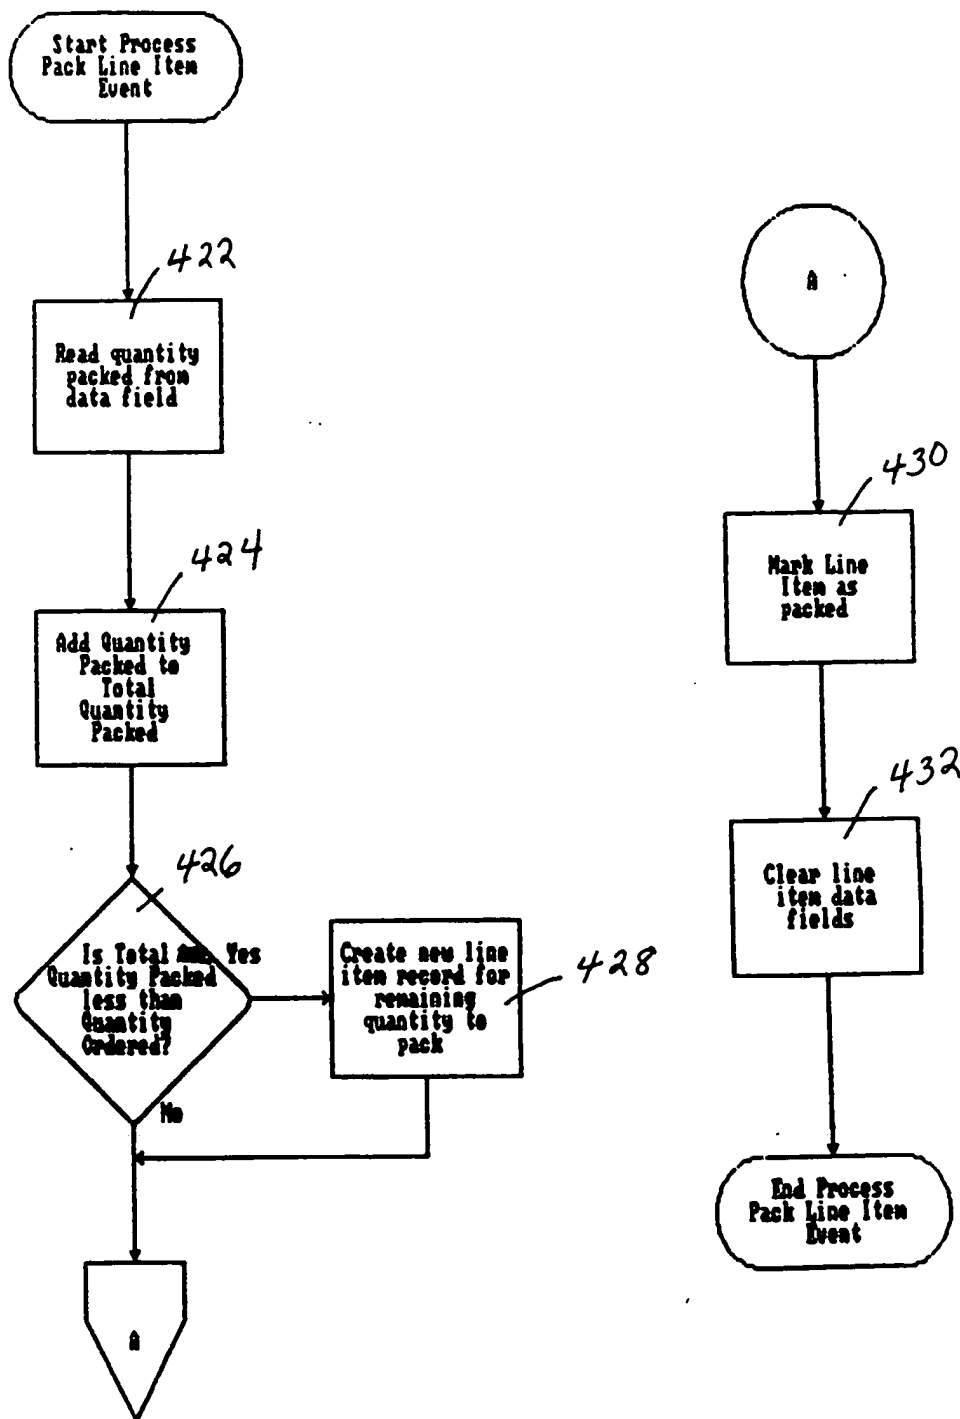 Start Process
Pack Line Item
Event
422
Read quantity
packed from
data field
424
Add Quantity
Packed to
Total
Quantity
Packed
426
Is Total
Quantity Packed
less than
Quantity
Ordered?
Yes
Create new line
item record for
remaining
quantity to
pack
428
No
A
A
430
Mark Line
Item as
packed
432
Clear line
item data
fields
End Process
Pack Line Item
Event